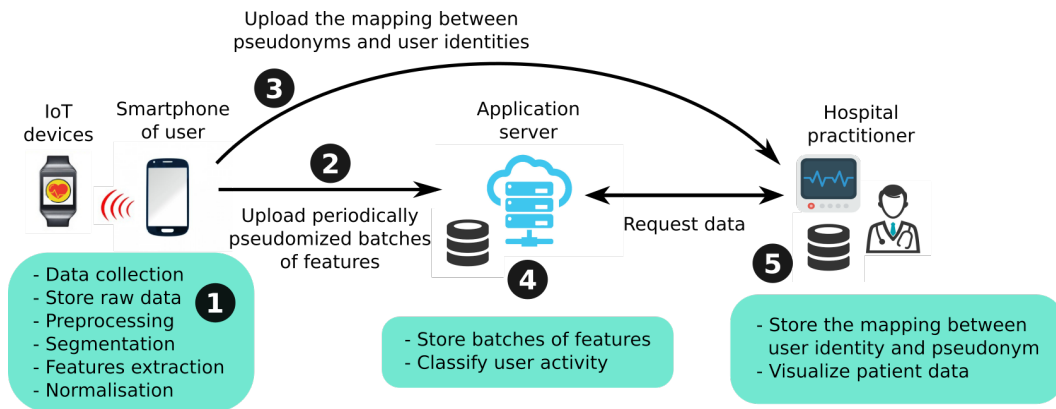 Upload the mapping between
pseudonyms and user identities
3
IoT
devices
Smartphone
of user
Application
server
Hospital
practitioner
2
Upload periodically
pseudomized batches
of features
Request data
1
- Data collection
- Store raw data
- Preprocessing
- Segmentation
- Features extraction
- Normalisation
4
- Store batches of features
- Classify user activity
5
- Store the mapping between
user identity and pseudonym
- Visualize patient data